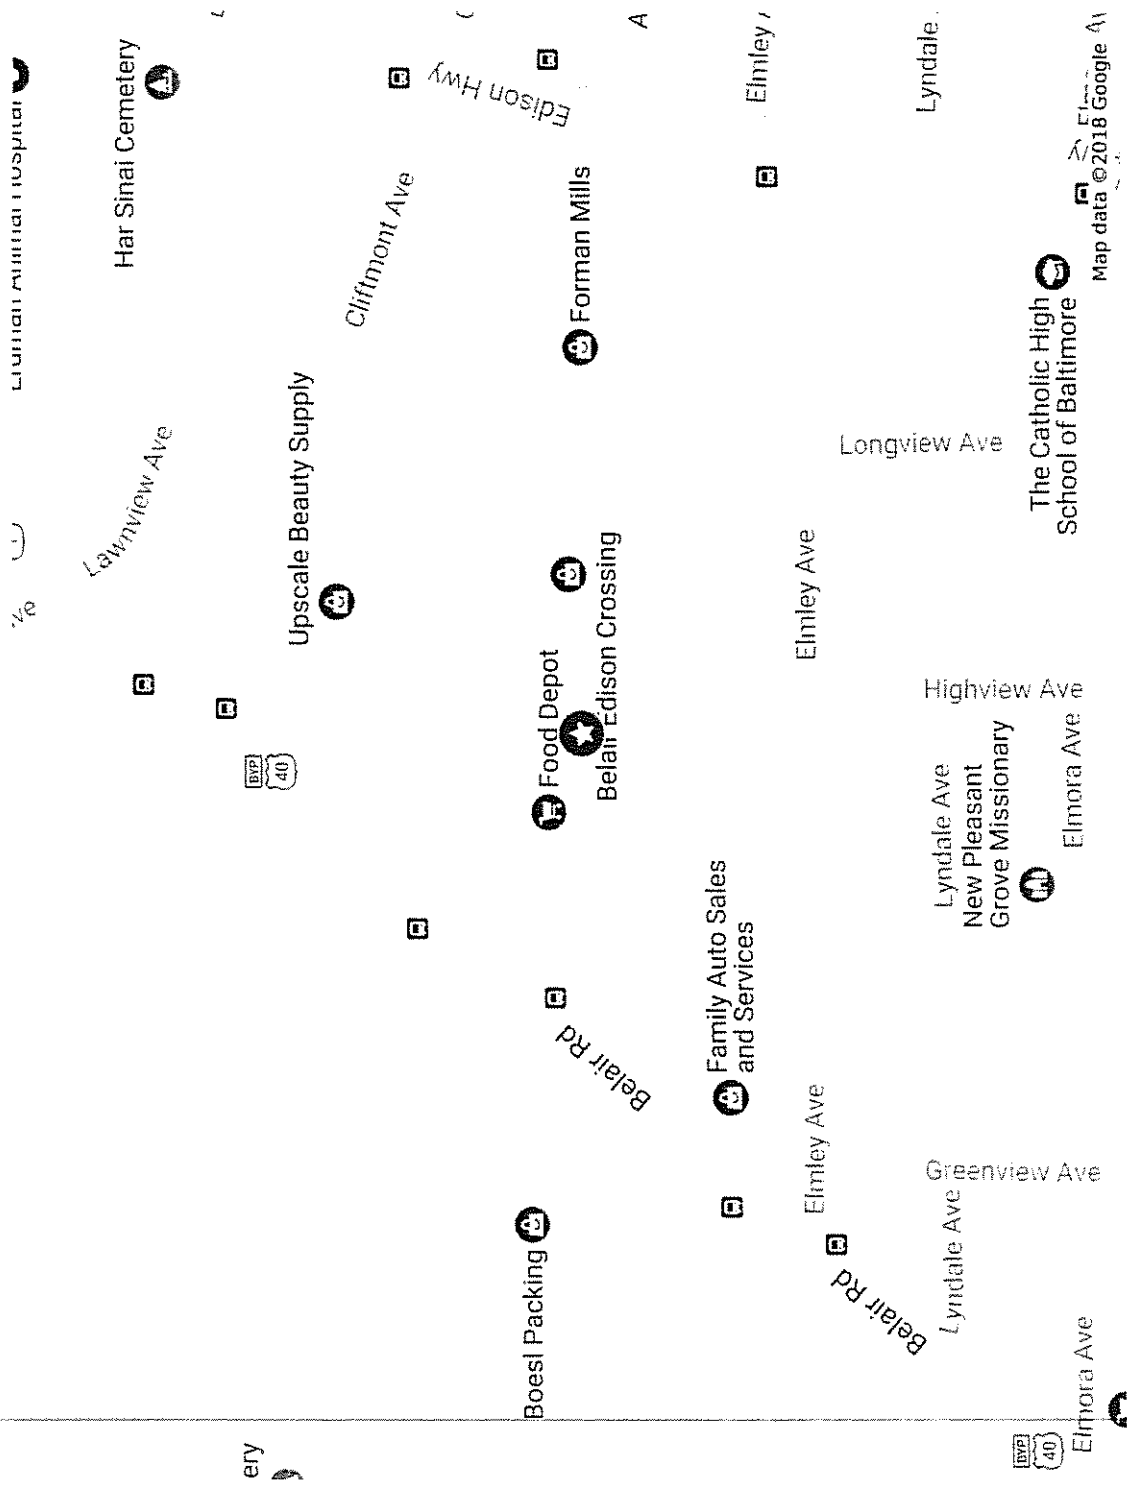 Animal Hospital
Har Sinai Cemetery
Lawnview Ave
Cliftmont Ave
Edison Hwy
Upscale Beauty Supply
BYP
40
Forman Mills
Food Depot
Belair Edison Crossing
Belair Rd
Boesl Packing
ery
Family Auto Sales
and Services
Elmley
Elmley Ave
Elmley Ave
Longview Ave
Lyndale
Highview Ave
Lyndale Ave
New Pleasant
Grove Missionary
Elmora Ave
Belair Rd
Greenview Ave
Lyndale Ave
The Catholic High
School of Baltimore
BYP
40
Elmora Ave
Map data ©2018 Google